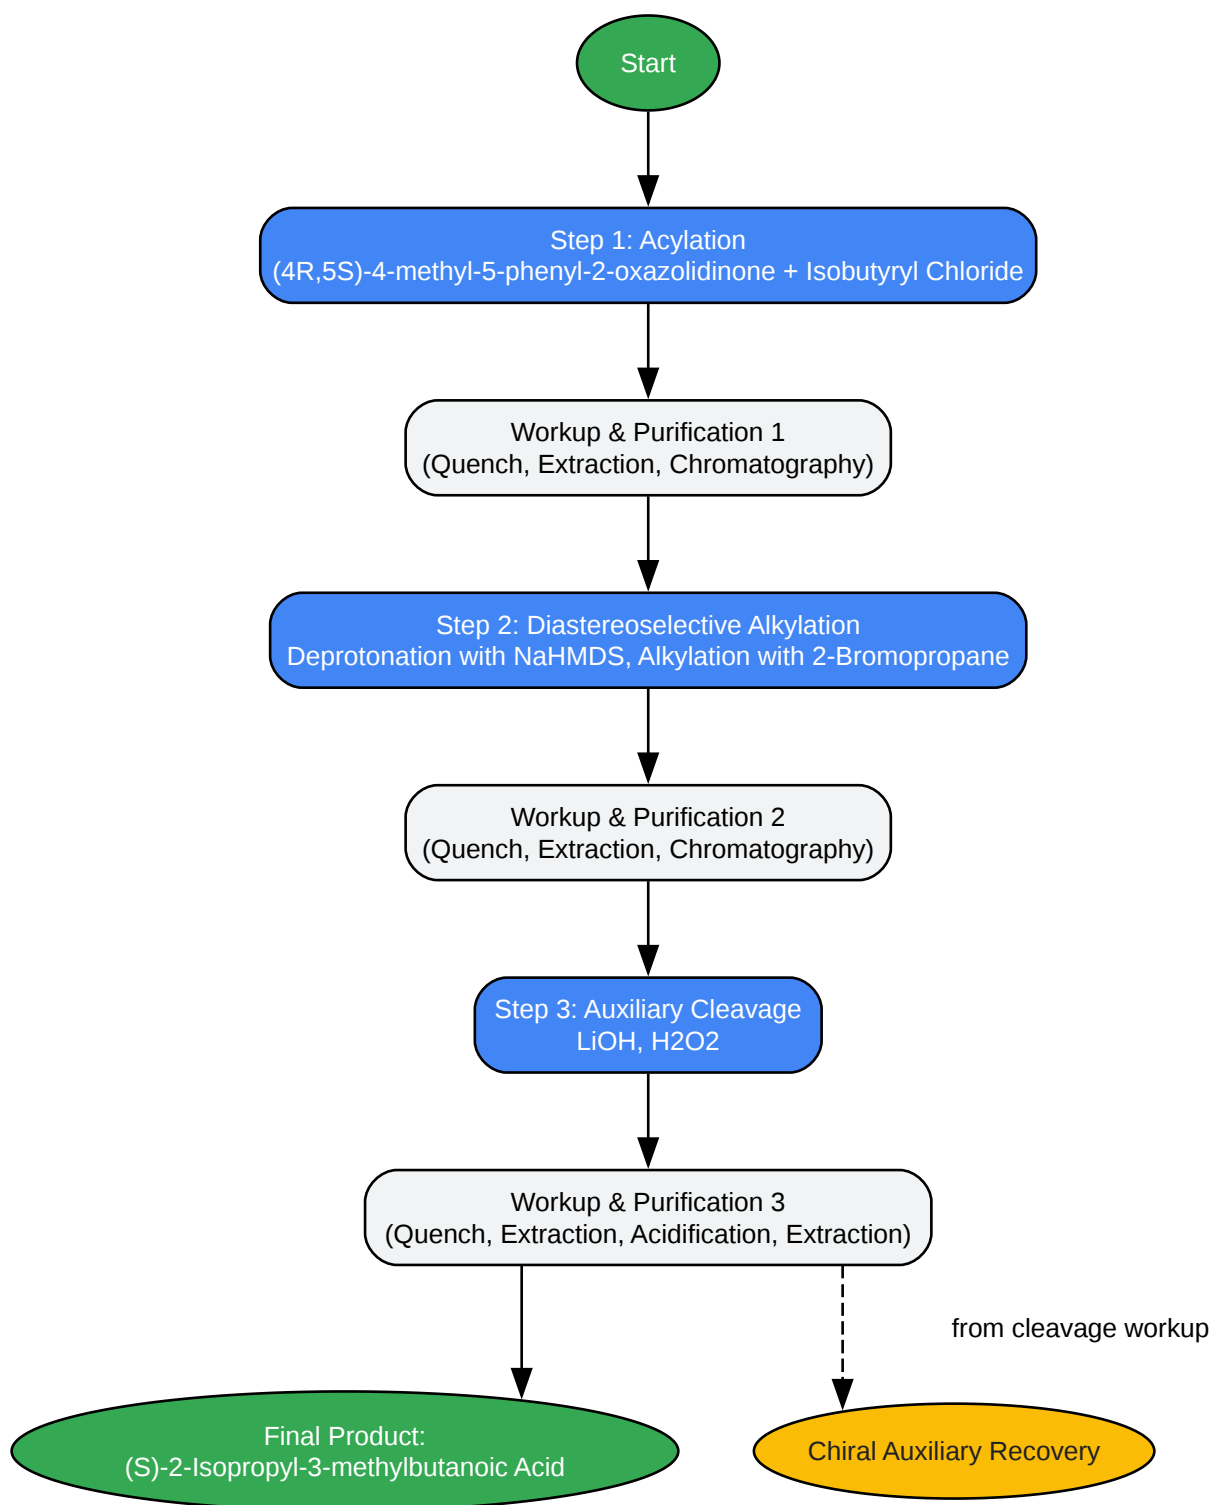 Start
Step 1: Acylation
(4R,5S)-4-methyl-5-phenyl-2-oxazolidinone + Isobutyryl Chloride
Workup & Purification 1
(Quench, Extraction, Chromatography)
Step 2: Diastereoselective Alkylation
Deprotonation with NaHMDS, Alkylation with 2-Bromopropane
Workup & Purification 2
(Quench, Extraction, Chromatography)
Step 3: Auxiliary Cleavage
LiOH, H2O2
Workup & Purification 3
(Quench, Extraction, Acidification, Extraction)
from cleavage workup
Final Product:
(S)-2-Isopropyl-3-methylbutanoic Acid
Chiral Auxiliary Recovery